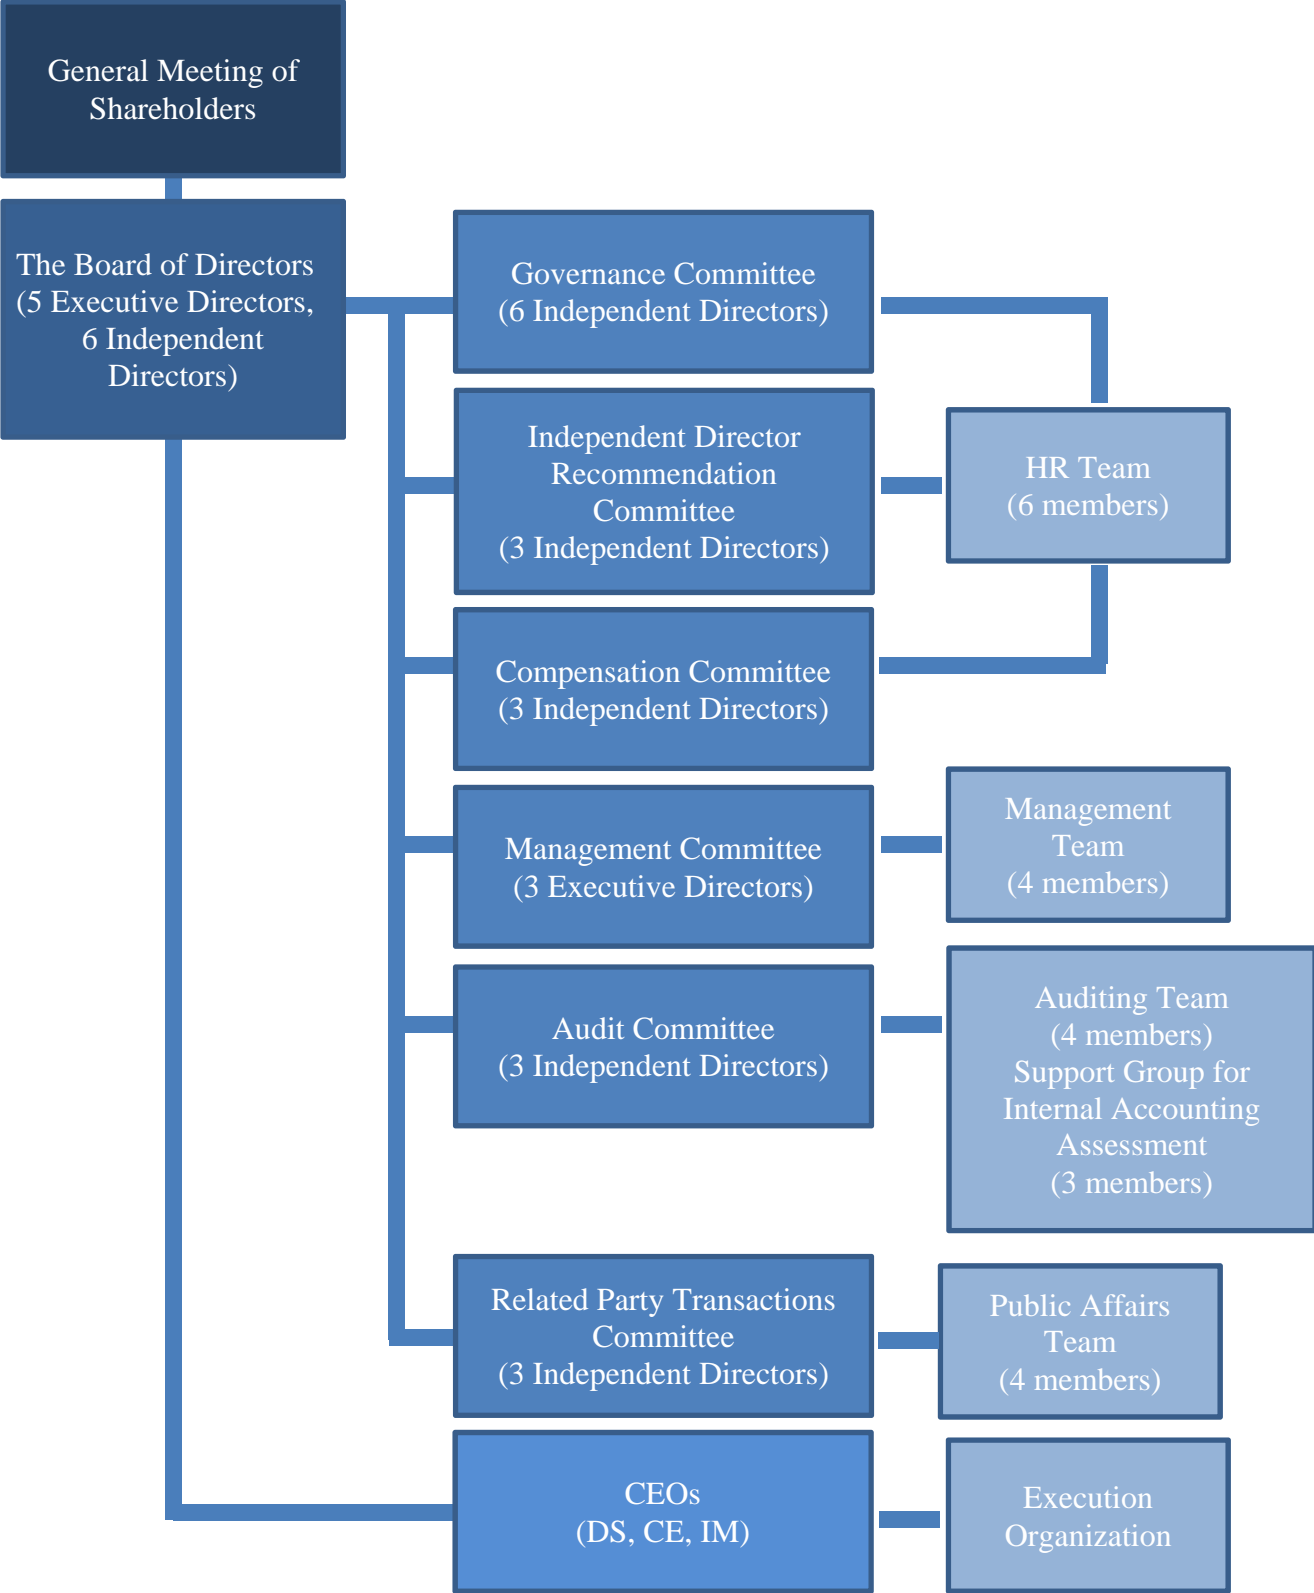 General Meeting of
Shareholders
The Board of Directors
(5 Executive Directors,
6 Independent
Directors)
Governance Committee
(6 Independent Directors)
Independent Director
Recommendation
Committee
(3 Independent Directors)
HR Team
(6 members)
Compensation Committee
(3 Independent Directors)
Management Committee
(3 Executive Directors)
Management
Team
(4 members)
Audit Committee
(3 Independent Directors)
Auditing Team
(4 members)
Support Group for
Internal Accounting
Assessment
(3 members)
Related Party Transactions
Committee
(3 Independent Directors)
Public Affairs
Team
(4 members)
CEOs
(DS, CE, IM)
Execution
Organization